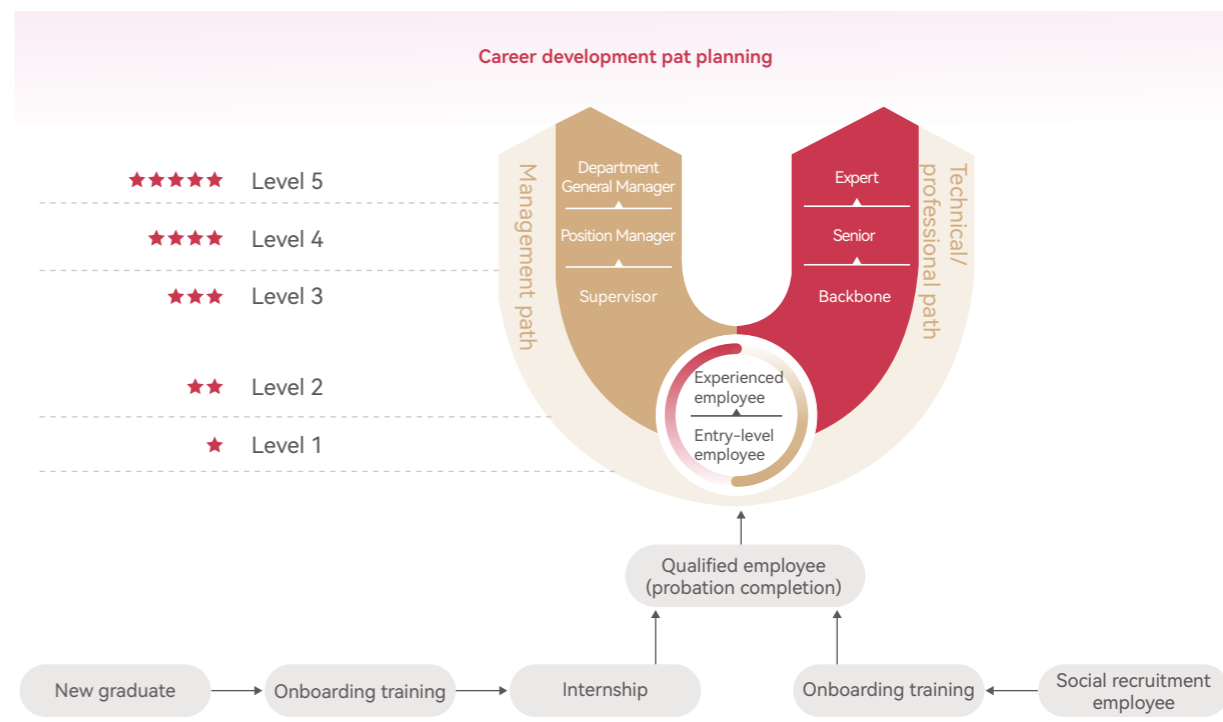 Career development pat planning
Level 5
Level 4
Level 3
Level 2
Level 1
Management path
Department
General Manager
Position Manager
Supervisor
Expert
Senior
Backbone
Technical/
professional path
Experienced
employee
Entry-level
employee
Qualified employee
(probation completion)
New graduate
Onboarding training
Internship
Onboarding training
Social recruitment
employee